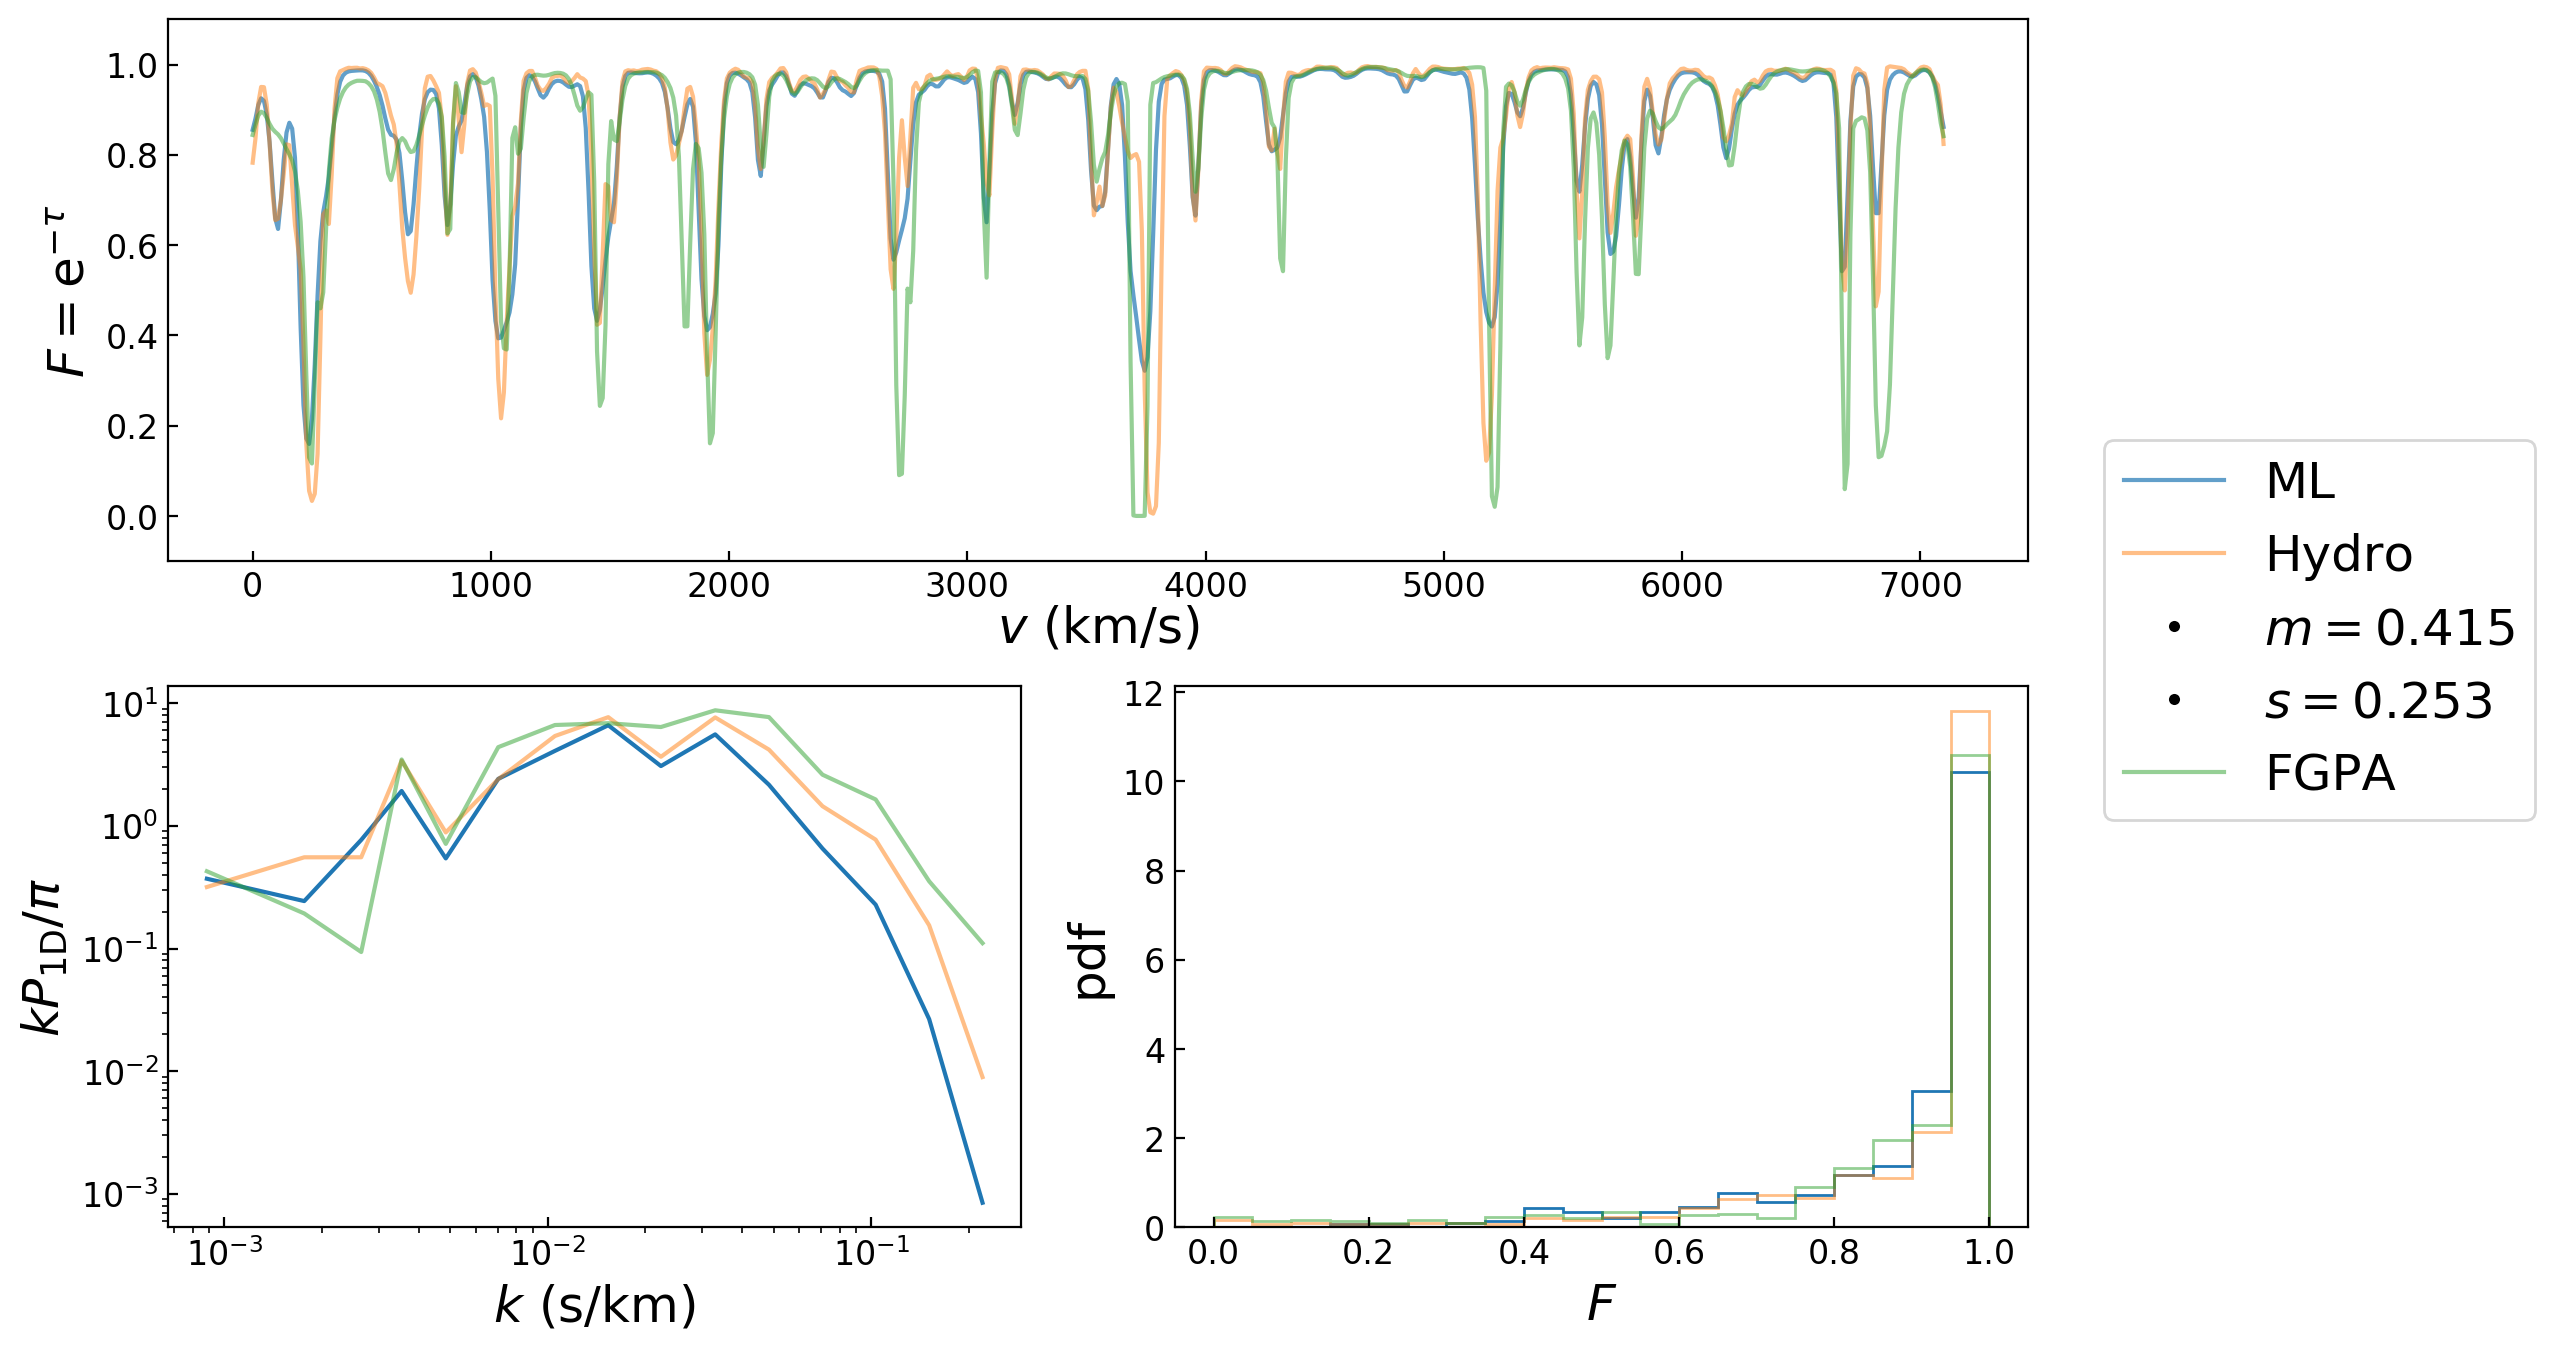 1.0
0.8
0.6
0.4
0.2
0.0
F = e^{−τ}
0 1000 2000 3000 4000 5000 6000 7000
v (km/s)
ML
Hydro
m = 0.415
s = 0.253
FGPA
10^1
10^0
10^{−1}
10^{−2}
10^{−3}
kP_{1D}/π
10^{−3} 10^{−2} 10^{−1}
k (s/km)
12
10
8
6
4
2
0
pdf
0.0 0.2 0.4 0.6 0.8 1.0
F